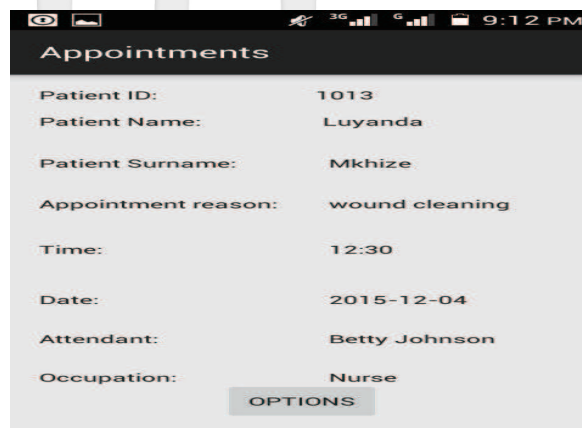 3G G 9:12 PM
Appointments
Patient ID: 1013
Patient Name: Luyanda
Patient Surname: Mkhize
Appointment reason: wound cleaning
Time: 12:30
Date: 2015-12-04
Attendant: Betty Johnson
Occupation: Nurse
OPTIONS